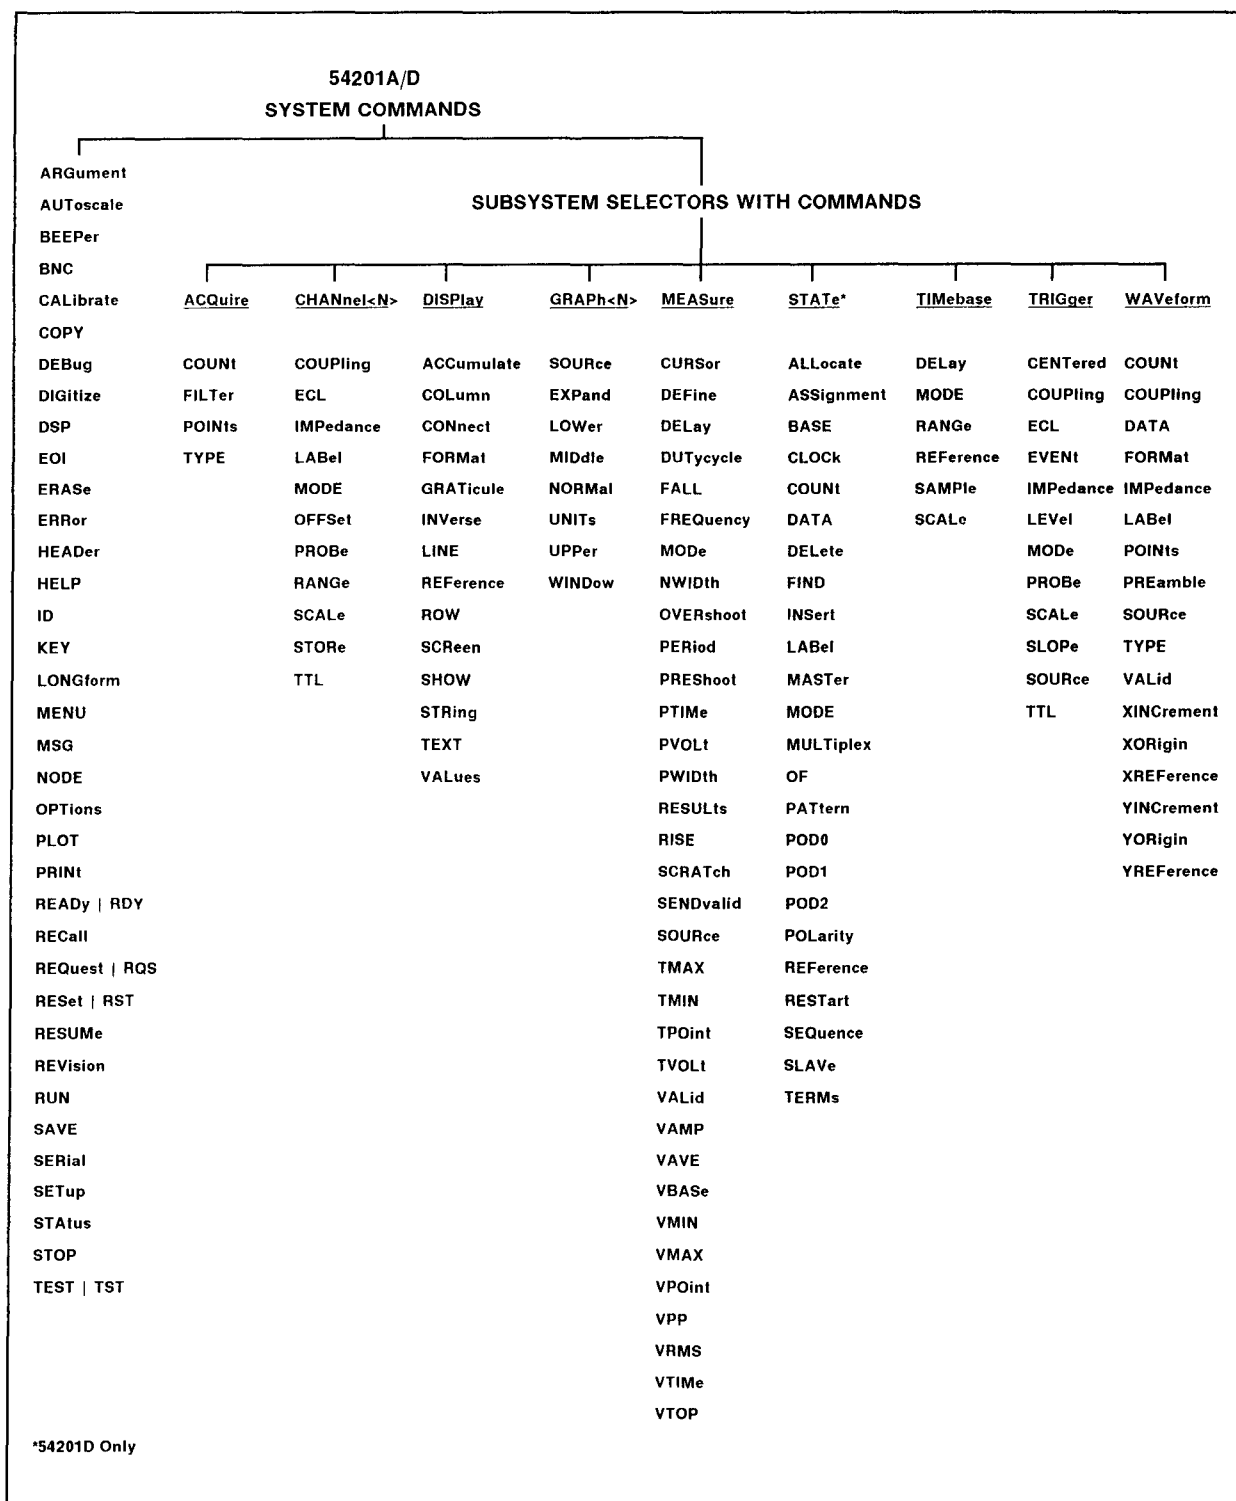 54201A/D
SYSTEM COMMANDS
ARGument
AUToscale
SUBSYSTEM SELECTORS WITH COMMANDS
BEEPer
BNC
CALibrate ACQuire CHANnel<N> DISPlay GRAPh<N> MEASure STATe* TIMebase TRIGger WAVeform
COPY
DEBug COUNt COUPling ACCumulate SOURce CURSor ALLocate DELay CENTered COUNt
DIGitize FILTer ECL COLumn EXPand DEFine ASSignment MODE COUPling COUPling
DSP POINts IMPedance CONnect LOWer DELay BASE RANGe ECL DATA
EOI TYPE LABel FORMat MIDdle DUTycycle CLOCk REFerence EVENt FORMat
ERASe MODE GRATicule NORMal FALL COUNt SAMPle IMPedance IMPedance
ERRor OFFSet INVerse UNITs FREQuency DATA SCALe LEVel LABel
HEADer PROBe LINE UPPer MODe DELete MODe POINts
HELP RANGe REFerence WINDow NWIDth FIND PROBe PREamble
ID SCALe ROW OVERshoot INSert SCALe SOURce
KEY STORe SCReen PERiod LABel SLOPe TYPE
LONGform TTL SHOW PREShoot MASTer SOURce VALid
MENU STRing PTIMe MODE TTL XINCrement
MSG TEXT PVOLt MULTiplex XORigin
NODE VALues PWIDth OF XREFerence
OPTions RESULts PATtern YINCrement
PLOT RISE POD0 YORigin
PRINt SCRATch POD1 YREFerence
READy | RDY SENDvalid POD2
RECall SOURce POLarity
REQuest | RQS TMAX REFerence
RESet | RST TMIN RESTart
RESUMe TPOint SEQuence
REVision TVOLt SLAVe
RUN VALid TERMs
SAVE VAMP
SERial VAVE
SETup VBASe
STAtus VMIN
STOP VMAX
TEST | TST VPOint
VPP
VRMS
VTIMe
VTOP
*54201D Only